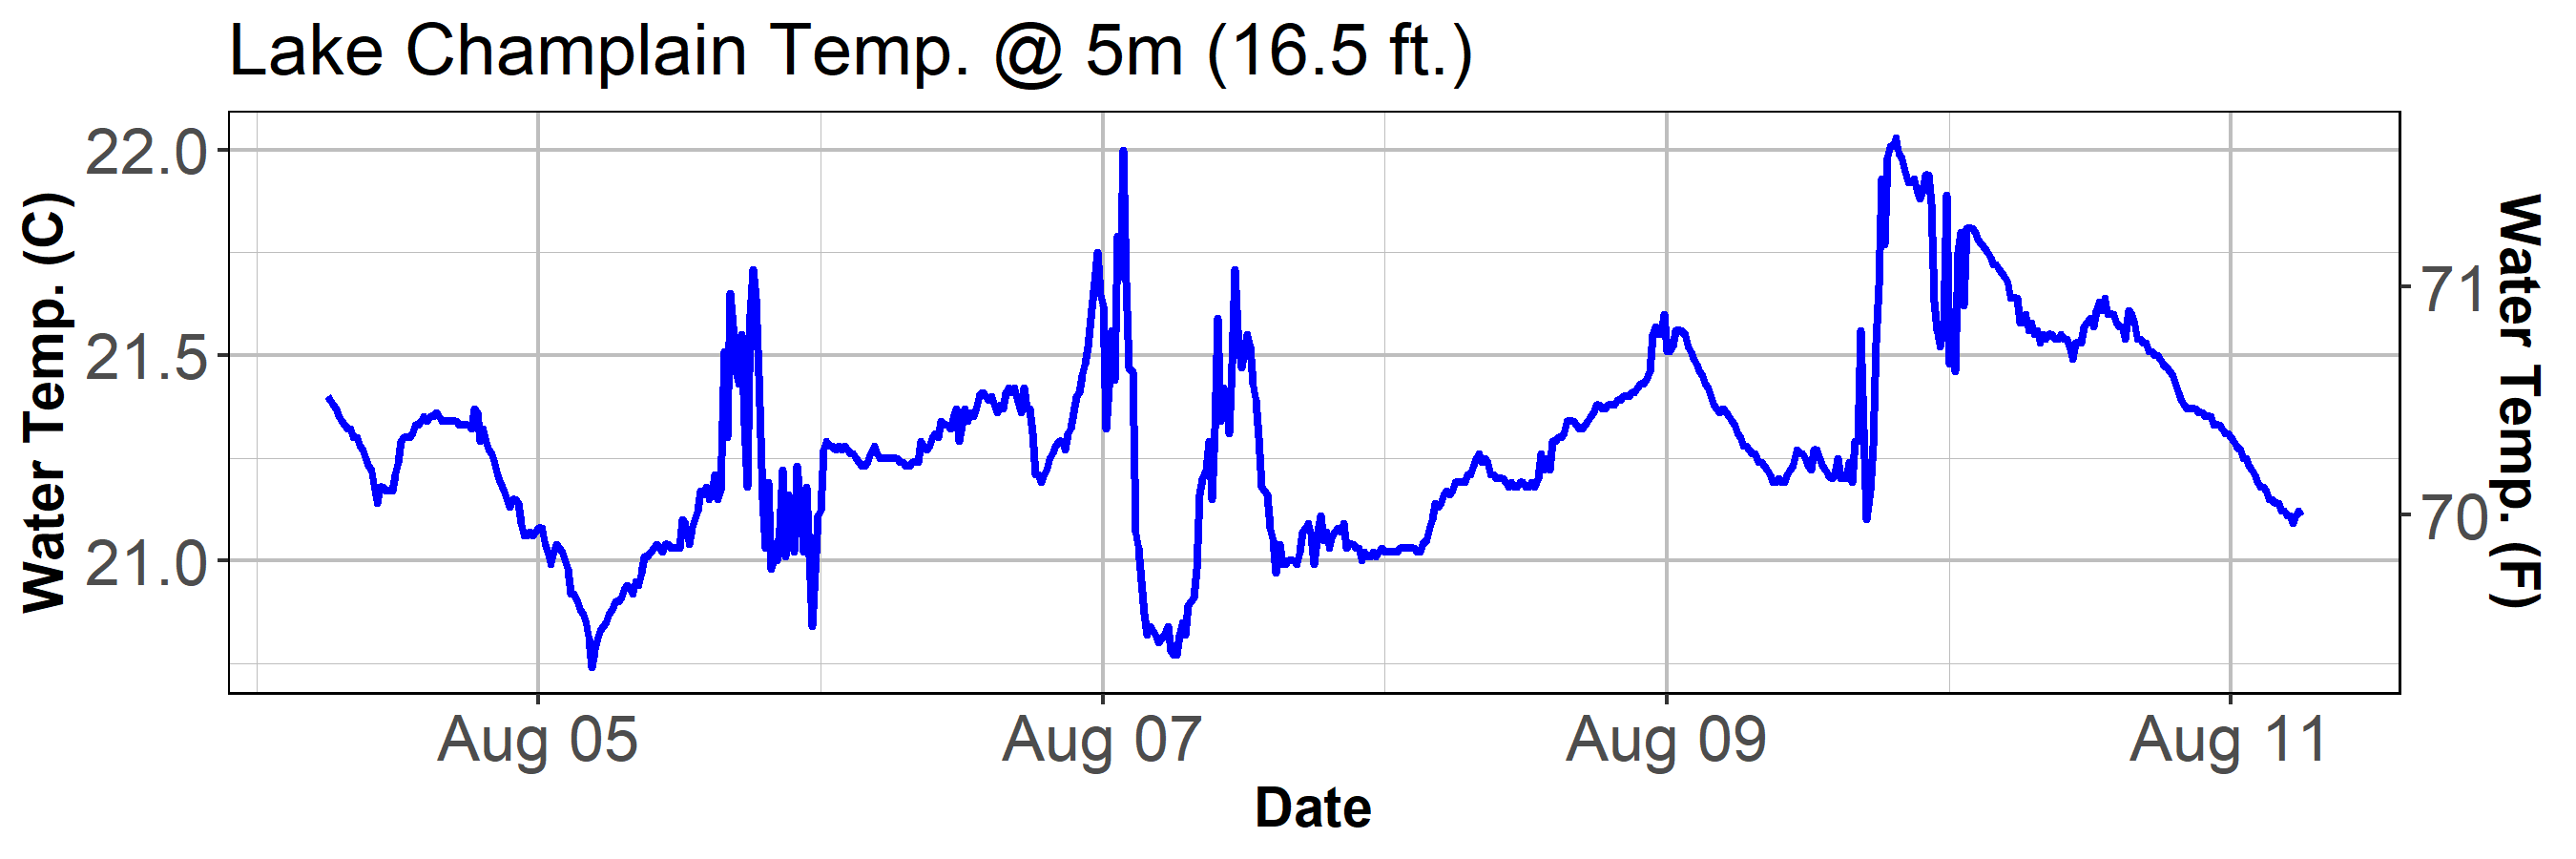 Lake Champlain Temp. @ 5m (16.5 ft.)
Water Temp. (C)
22.0
21.5
21.0
71
70
Water Temp. (F)
Aug 05
Aug 07
Aug 09
Aug 11
Date